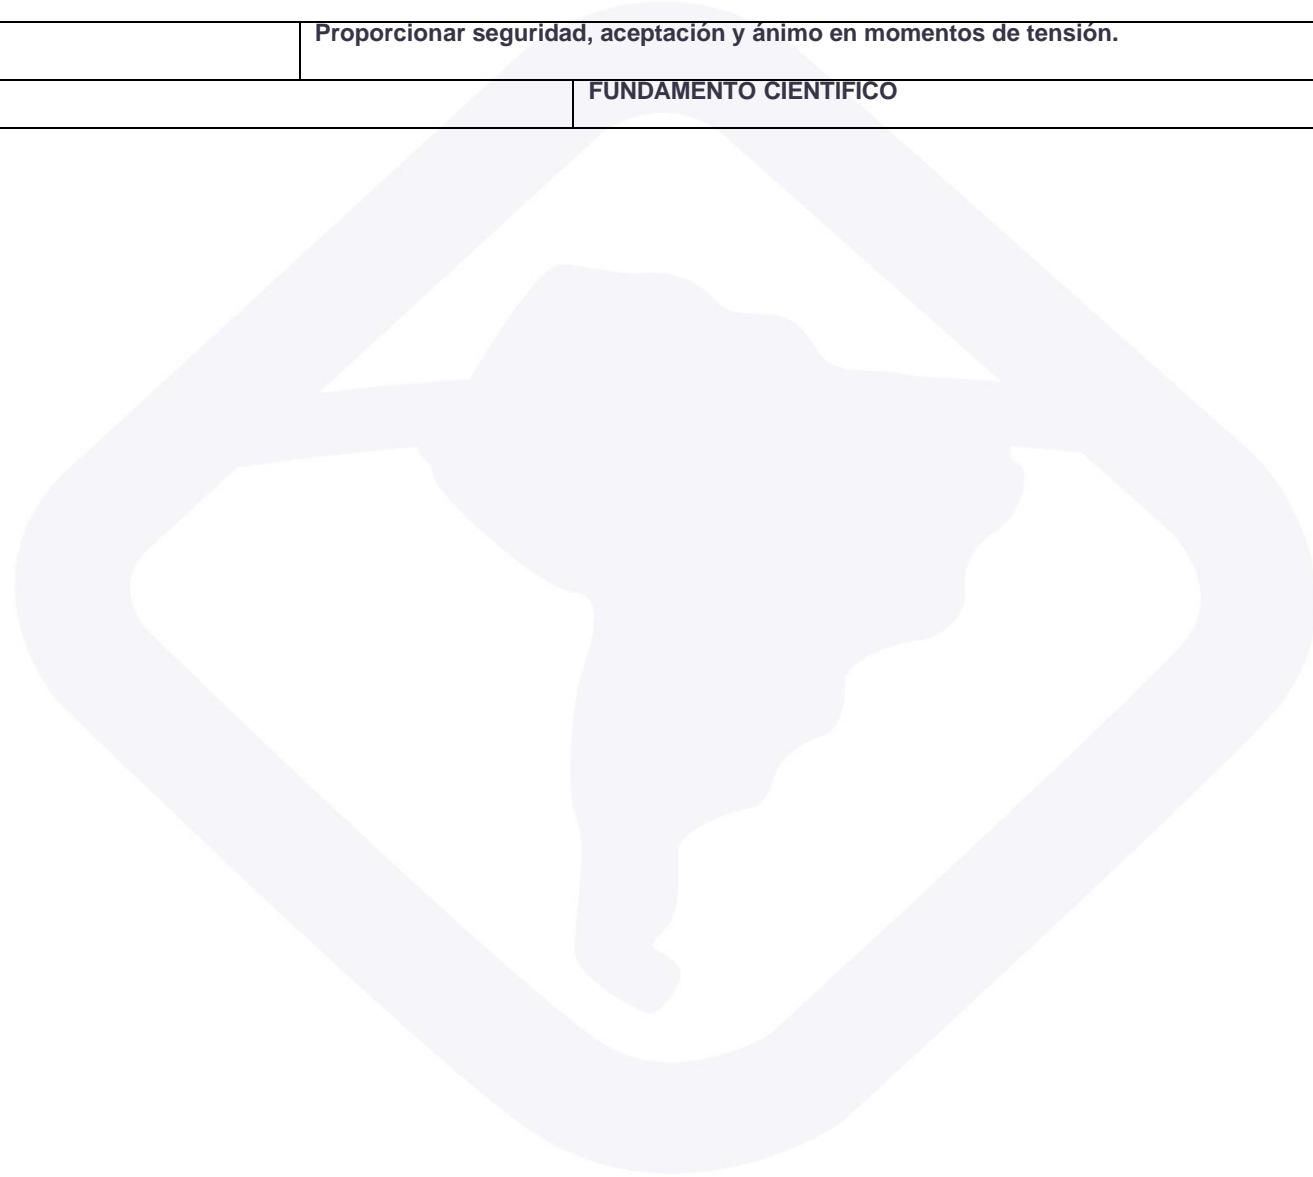 Proporcionar seguridad, aceptación y ánimo en momentos de tensión.
FUNDAMENTO CIENTIFICO